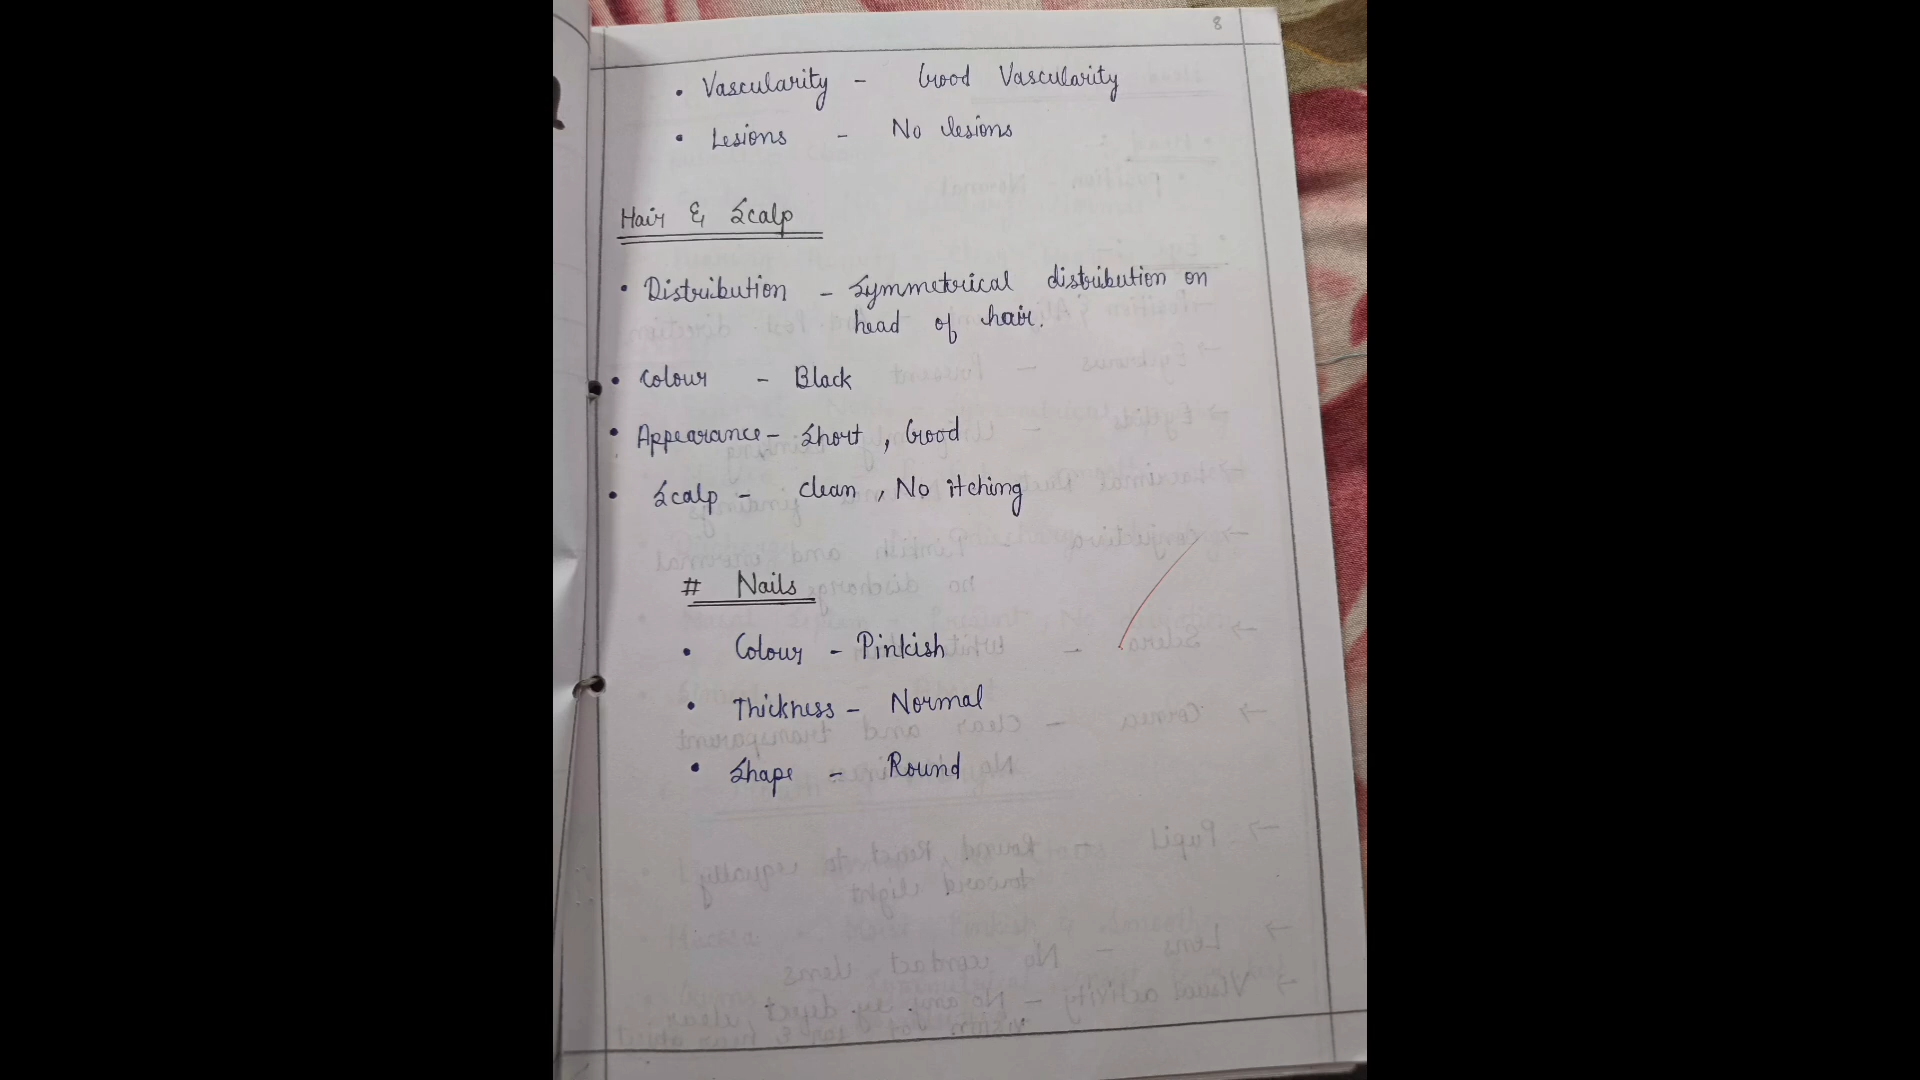 8
• Vascularity - Good Vascularity
• Lesions - No lesions
Hair & Scalp
• Distribution - Symmetrical distribution on
head of hair.
• Colour - Black
• Appearance - Short, Good
• Scalp - clean, No itching
# Nails
• Colour - Pinkish
• Thickness - Normal
• Shape - Round